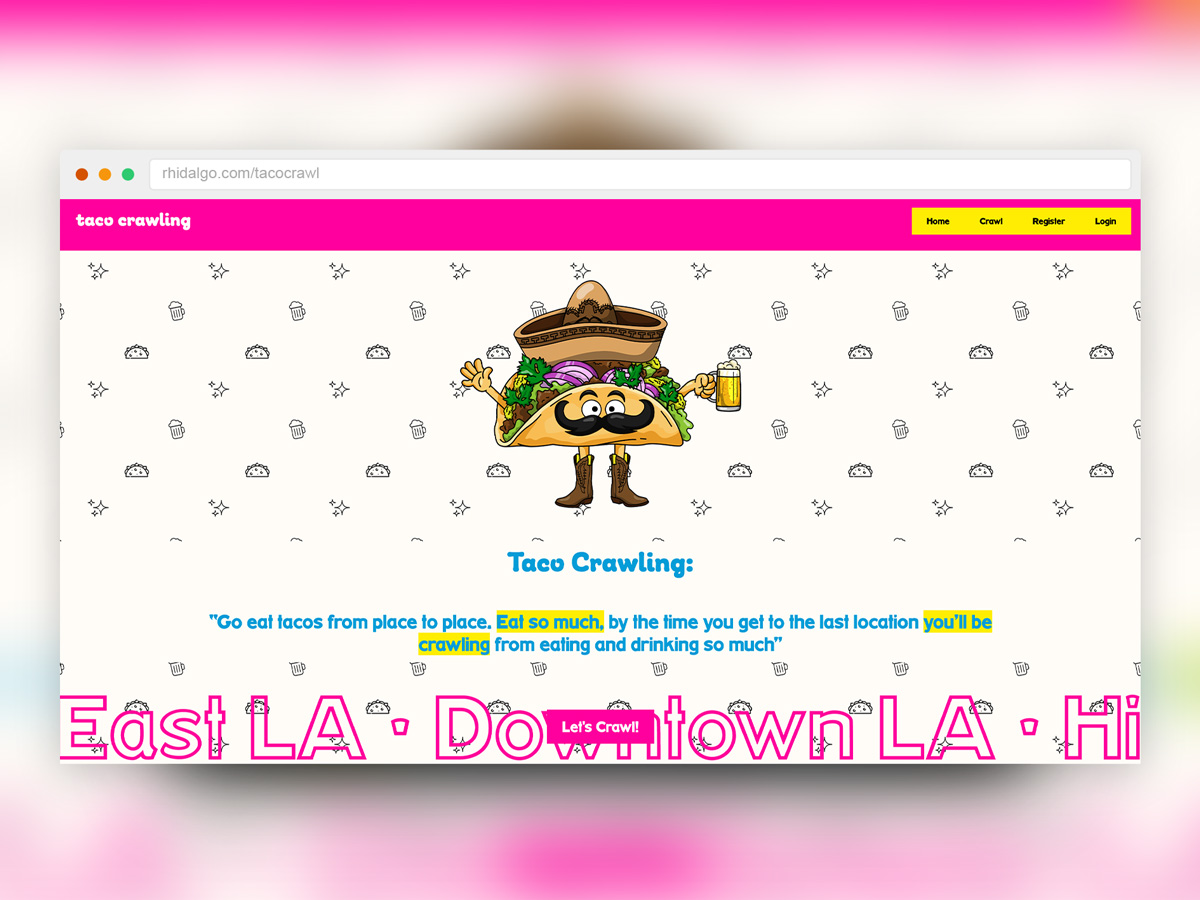 rhidalgo.com/tacocrawl
taco crawling
Home Crawl Register Login
Taco Crawling:
"Go eat tacos from place to place. Eat so much, by the time you get to the last location you'll be
crawling from eating and drinking so much"
East LA · Downtown LA · Hi
Let's Crawl!